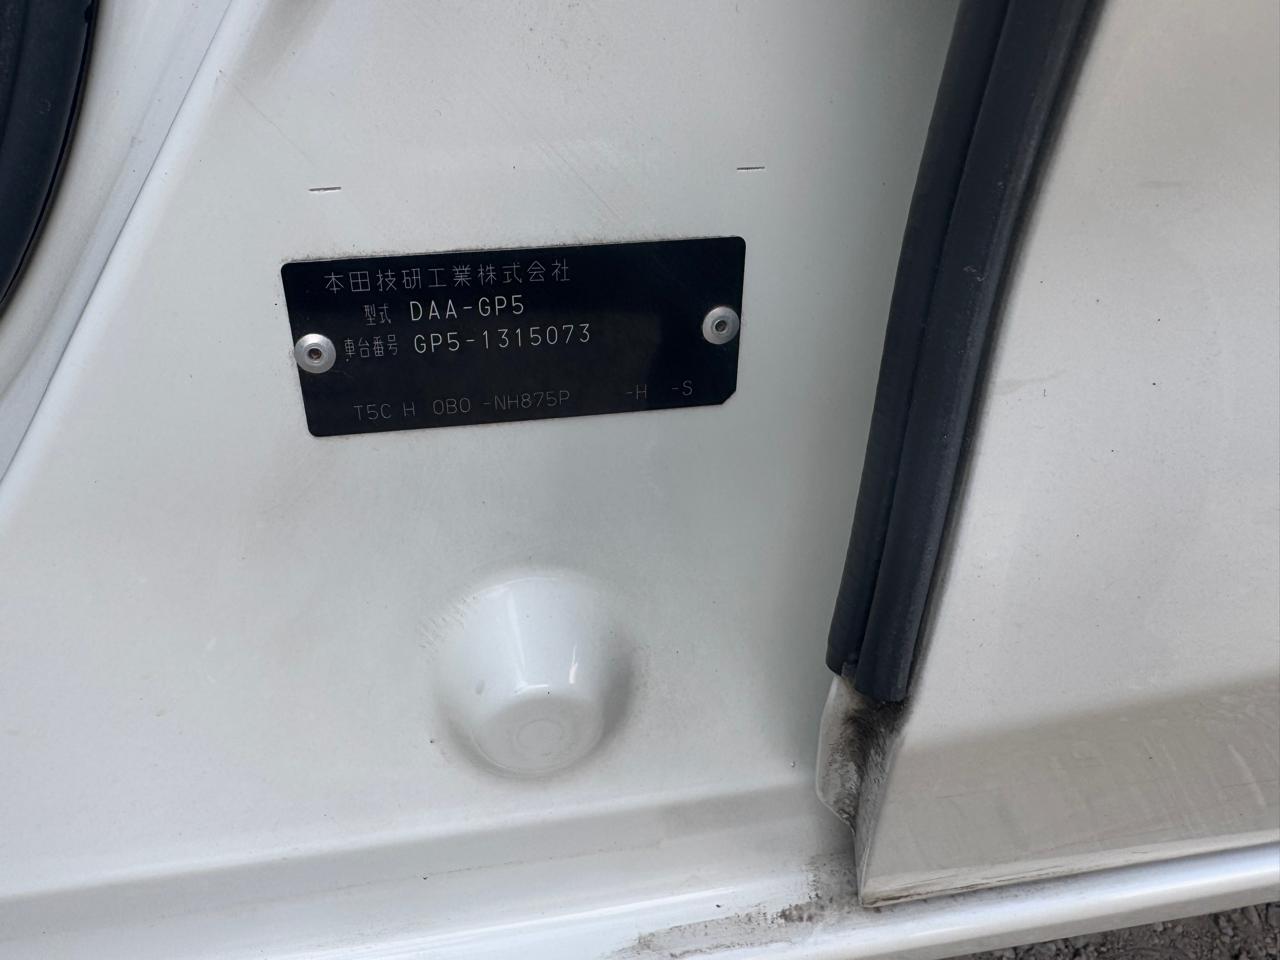 本田技研工業株式会社
型式 DAA-GP5
車台番号 GP5-1315073
T5C H 0B0 -NH875P -H -S